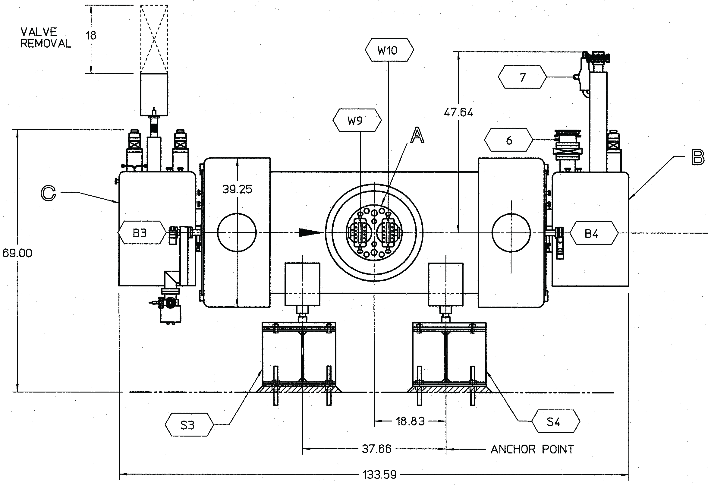 VALVE
REMOVAL
18
W10
7
47.64
W9
6
A
B
39.25
C
B3
B4
69.00
S3
18.83
S4
37.66
ANCHOR POINT
133.59